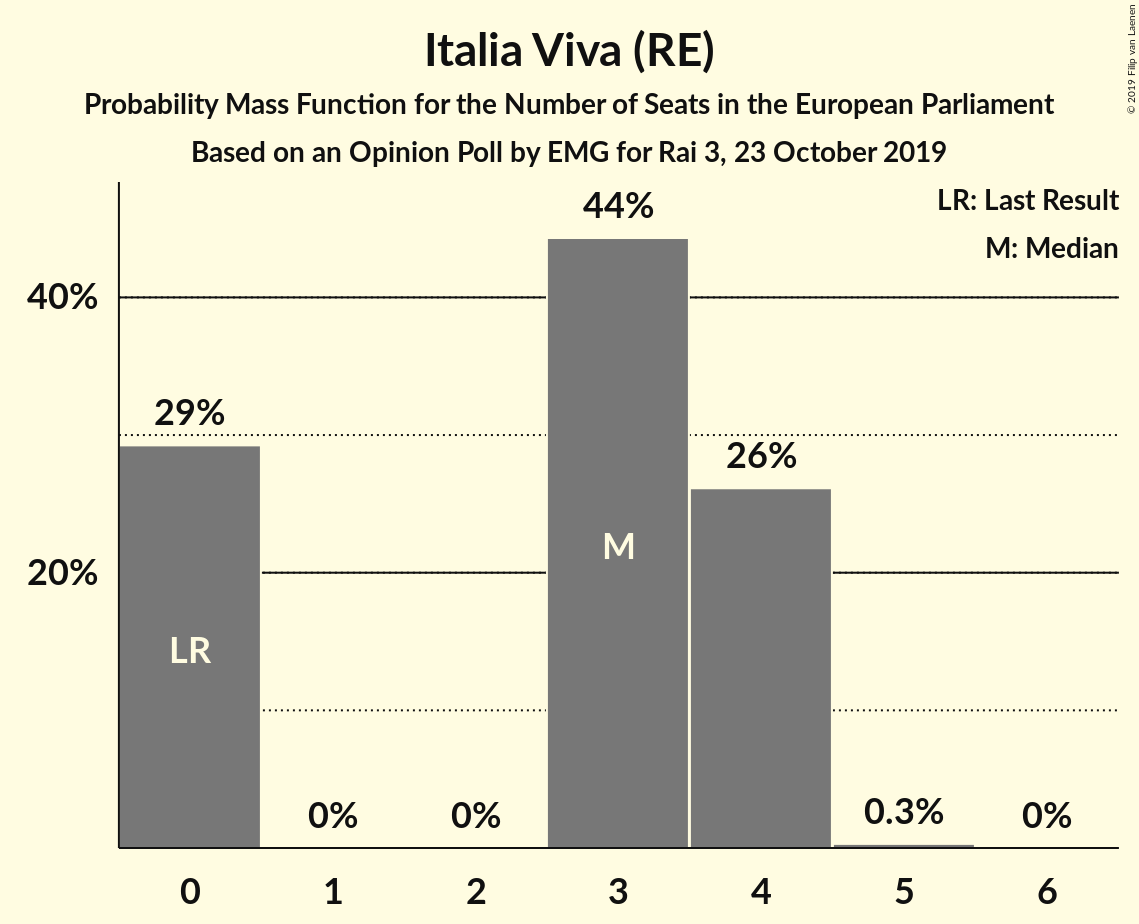 Italia Viva (RE)
Probability Mass Function for the Number of Seats in the European Parliament
Based on an Opinion Poll by EMG for Rai 3, 23 October 2019
© 2019 Filip van Laenen
LR: Last Result
M: Median
44%
40%
29%
26%
M
20%
LR
0%
0%
0.3%
0%
0
1
2
3
4
5
6